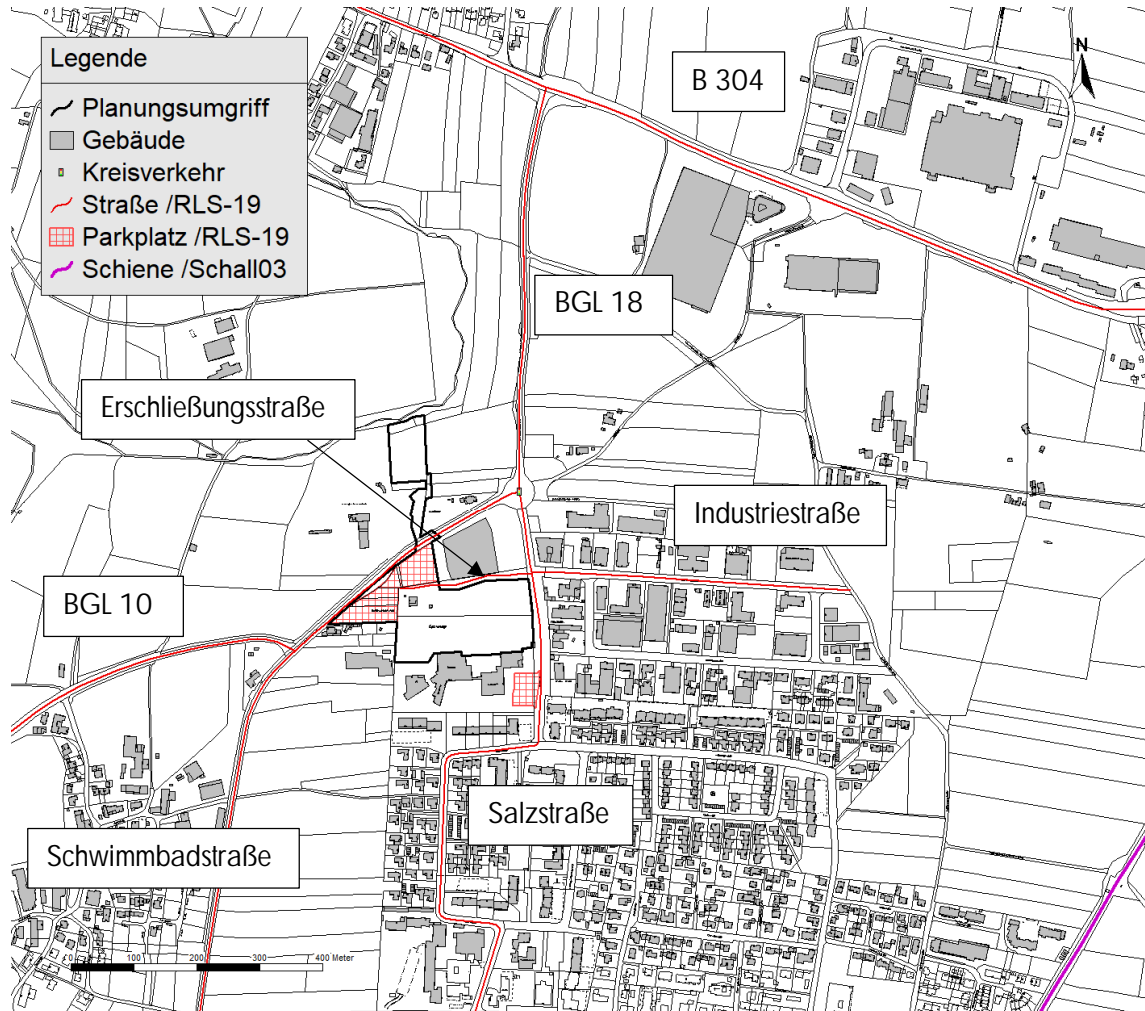 Legende
Planungsumgriff
Gebäude
Kreisverkehr
Straße /RLS-19
Parkplatz /RLS-19
Schiene /Schall03
B 304
N
BGL 18
Erschließungsstraße
Industriestraße
BGL 10
Salzstraße
Schwimmbadstraße
0 100 200 300 400 Meter